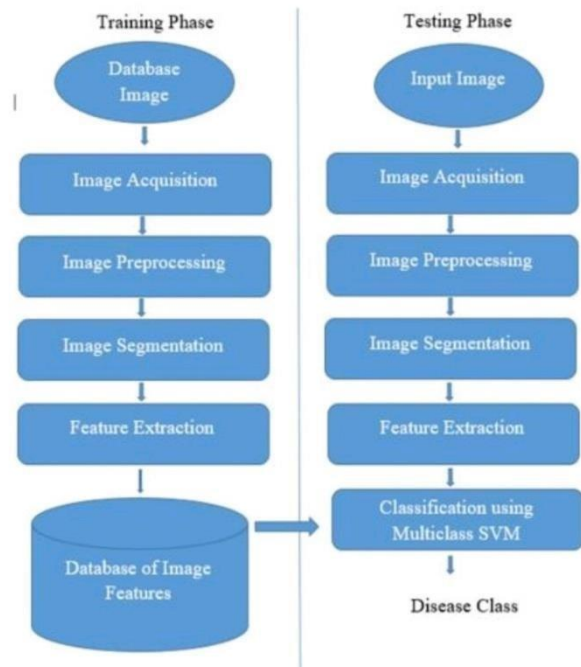 Training Phase
Database
Image
Image Acquisition
Image Preprocessing
Image Segmentation
Feature Extraction
Database of Image
Features
Testing Phase
Input Image
Image Acquisition
Image Preprocessing
Image Segmentation
Feature Extraction
Classification using
Multiclass SVM
Disease Class